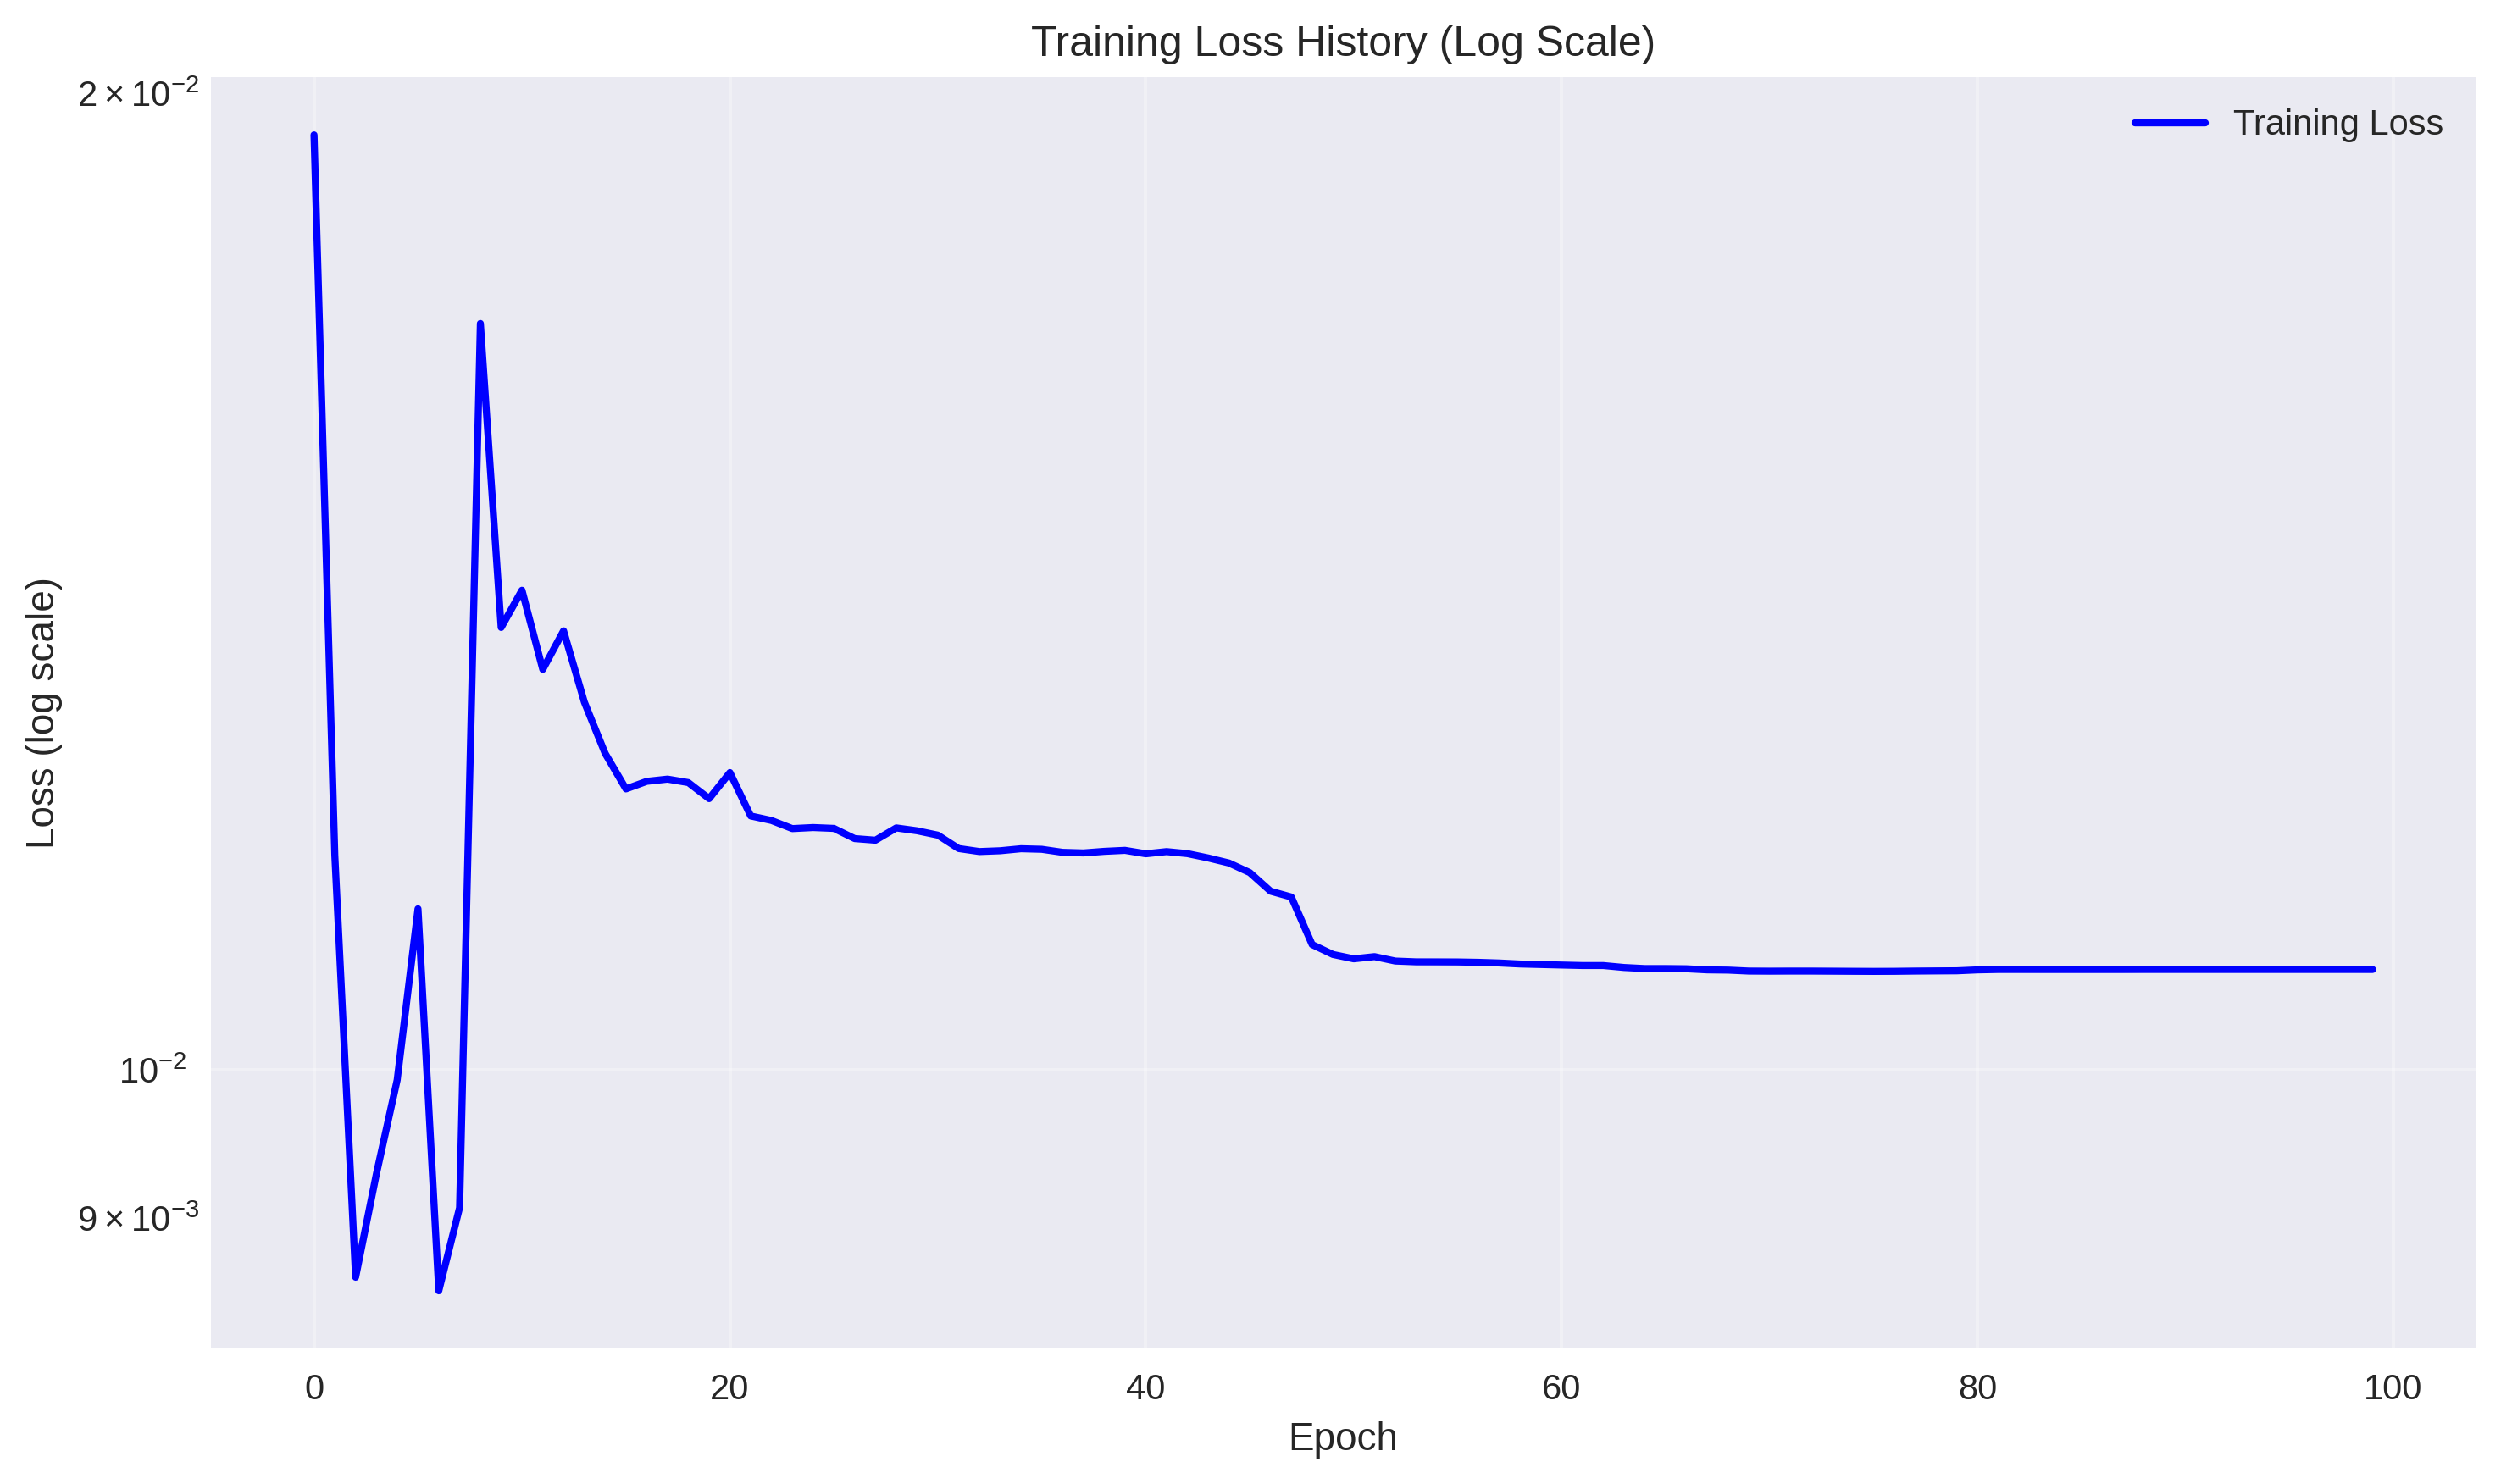 Training Loss History (Log Scale)
2 × 10⁻²
Training Loss
Loss (log scale)
10⁻²
9 × 10⁻³
0 20 40 60 80 100
Epoch